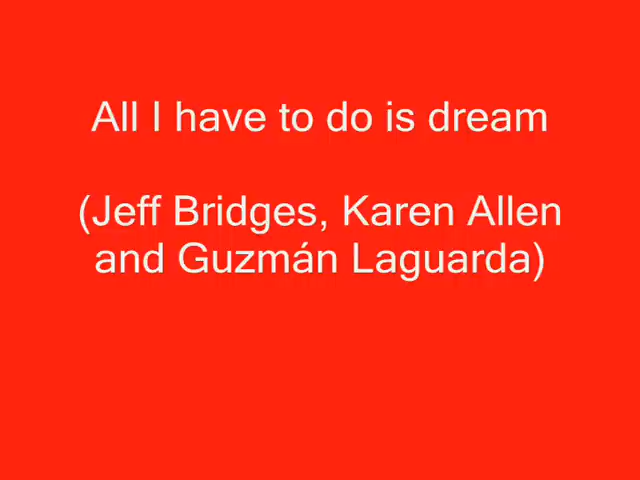 All I have to do is dream
(Jeff Bridges, Karen Allen
and Guzmán Laguarda)